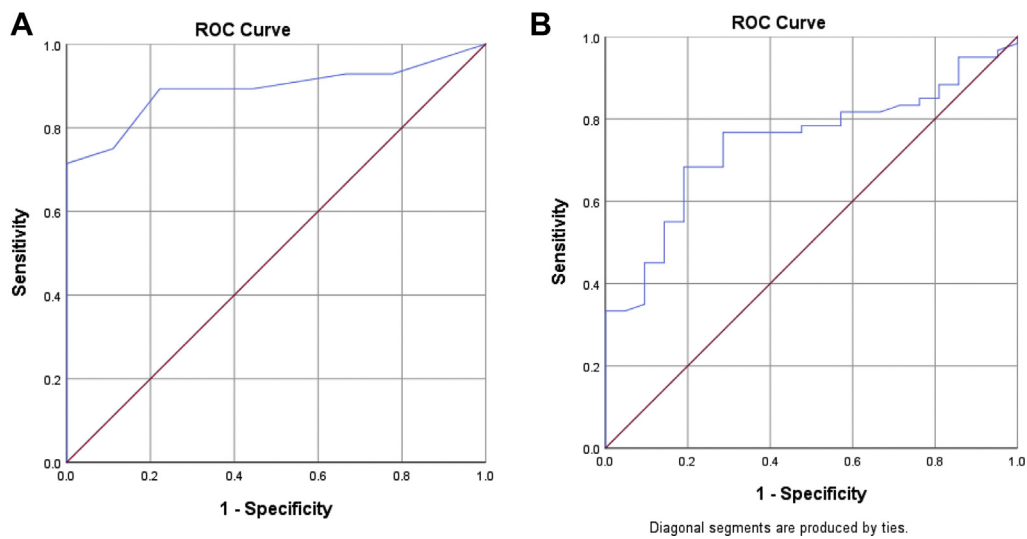 A
ROC Curve
Sensitivity
1.0
0.8
0.6
0.4
0.2
0.0
0.0 0.2 0.4 0.6 0.8 1.0
1 - Specificity
B
ROC Curve
Sensitivity
1.0
0.8
0.6
0.4
0.2
0.0
0.0 0.2 0.4 0.6 0.8 1.0
1 - Specificity
Diagonal segments are produced by ties.